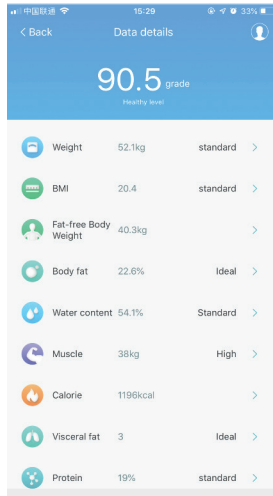 中国联通 15:29 33%
< Back Data details
90.5 grade
Healthy level
Weight 52.1kg standard >
BMI 20.4 standard >
Fat-free Body
Weight 40.3kg >
Body fat 22.6% Ideal >
Water content 54.1% Standard >
Muscle 38kg High >
Calorie 1196kcal >
Visceral fat 3 Ideal >
Protein 19% standard >